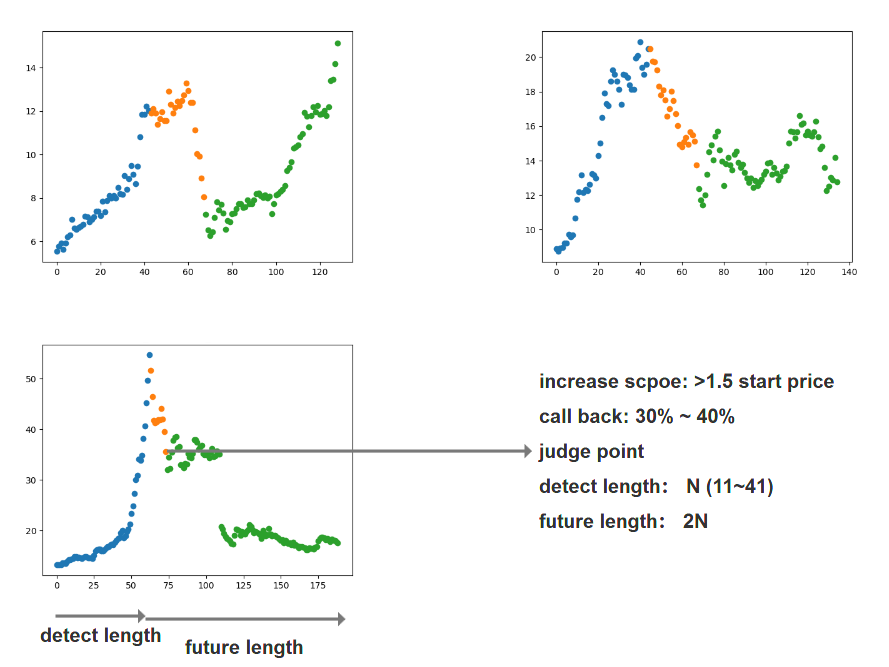 14
12
10
8
6
0 20 40 60 80 100 120
20
18
16
14
12
10
0 20 40 60 80 100 120 140
50
40
30
20
0 25 50 75 100 125 150 175
increase scpoe: >1.5 start price
call back: 30% ~ 40%
judge point
detect length： N (11~41)
future length： 2N
detect length
future length